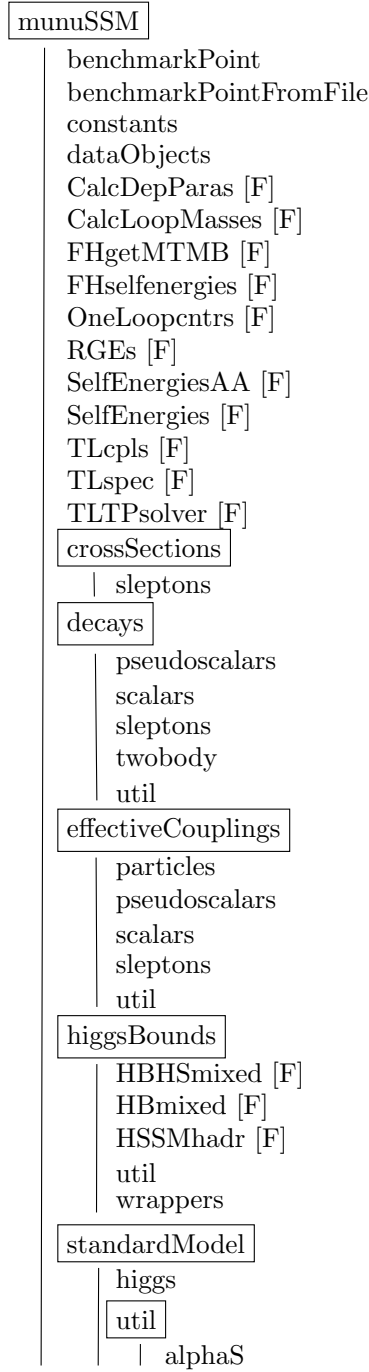 munuSSM
benchmarkPoint
benchmarkPointFromFile
constants
dataObjects
CalcDepParas [F]
CalcLoopMasses [F]
FHgetMTMB [F]
FHselfenergies [F]
OneLoopcntrs [F]
RGEs [F]
SelfEnergiesAA [F]
SelfEnergies [F]
TLcpls [F]
TLspec [F]
TLTPsolver [F]
crossSections
sleptons
decays
pseudoscalars
scalars
sleptons
twobody
util
effectiveCouplings
particles
pseudoscalars
scalars
sleptons
util
higgsBounds
HBHSmixed [F]
HBmixed [F]
HSSMhadr [F]
util
wrappers
standardModel
higgs
util
alphaS